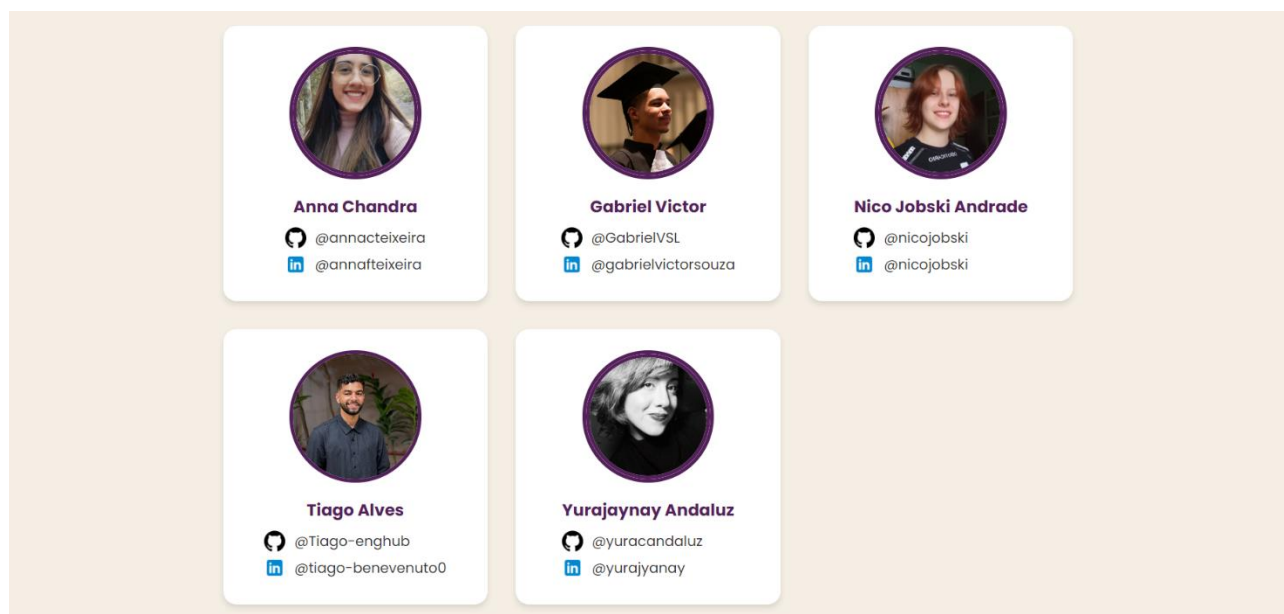 Anna Chandra
@annacteixeira
@annafteixeira
Gabriel Victor
@GabrielVSL
@gabrielvictorsouza
Nico Jobski Andrade
@nicojobski
@nicojobski
Tiago Alves
@Tiago-enghub
@tiago-benevenuto0
Yurajaynay Andaluz
@yuracandaluz
@yurajyanay